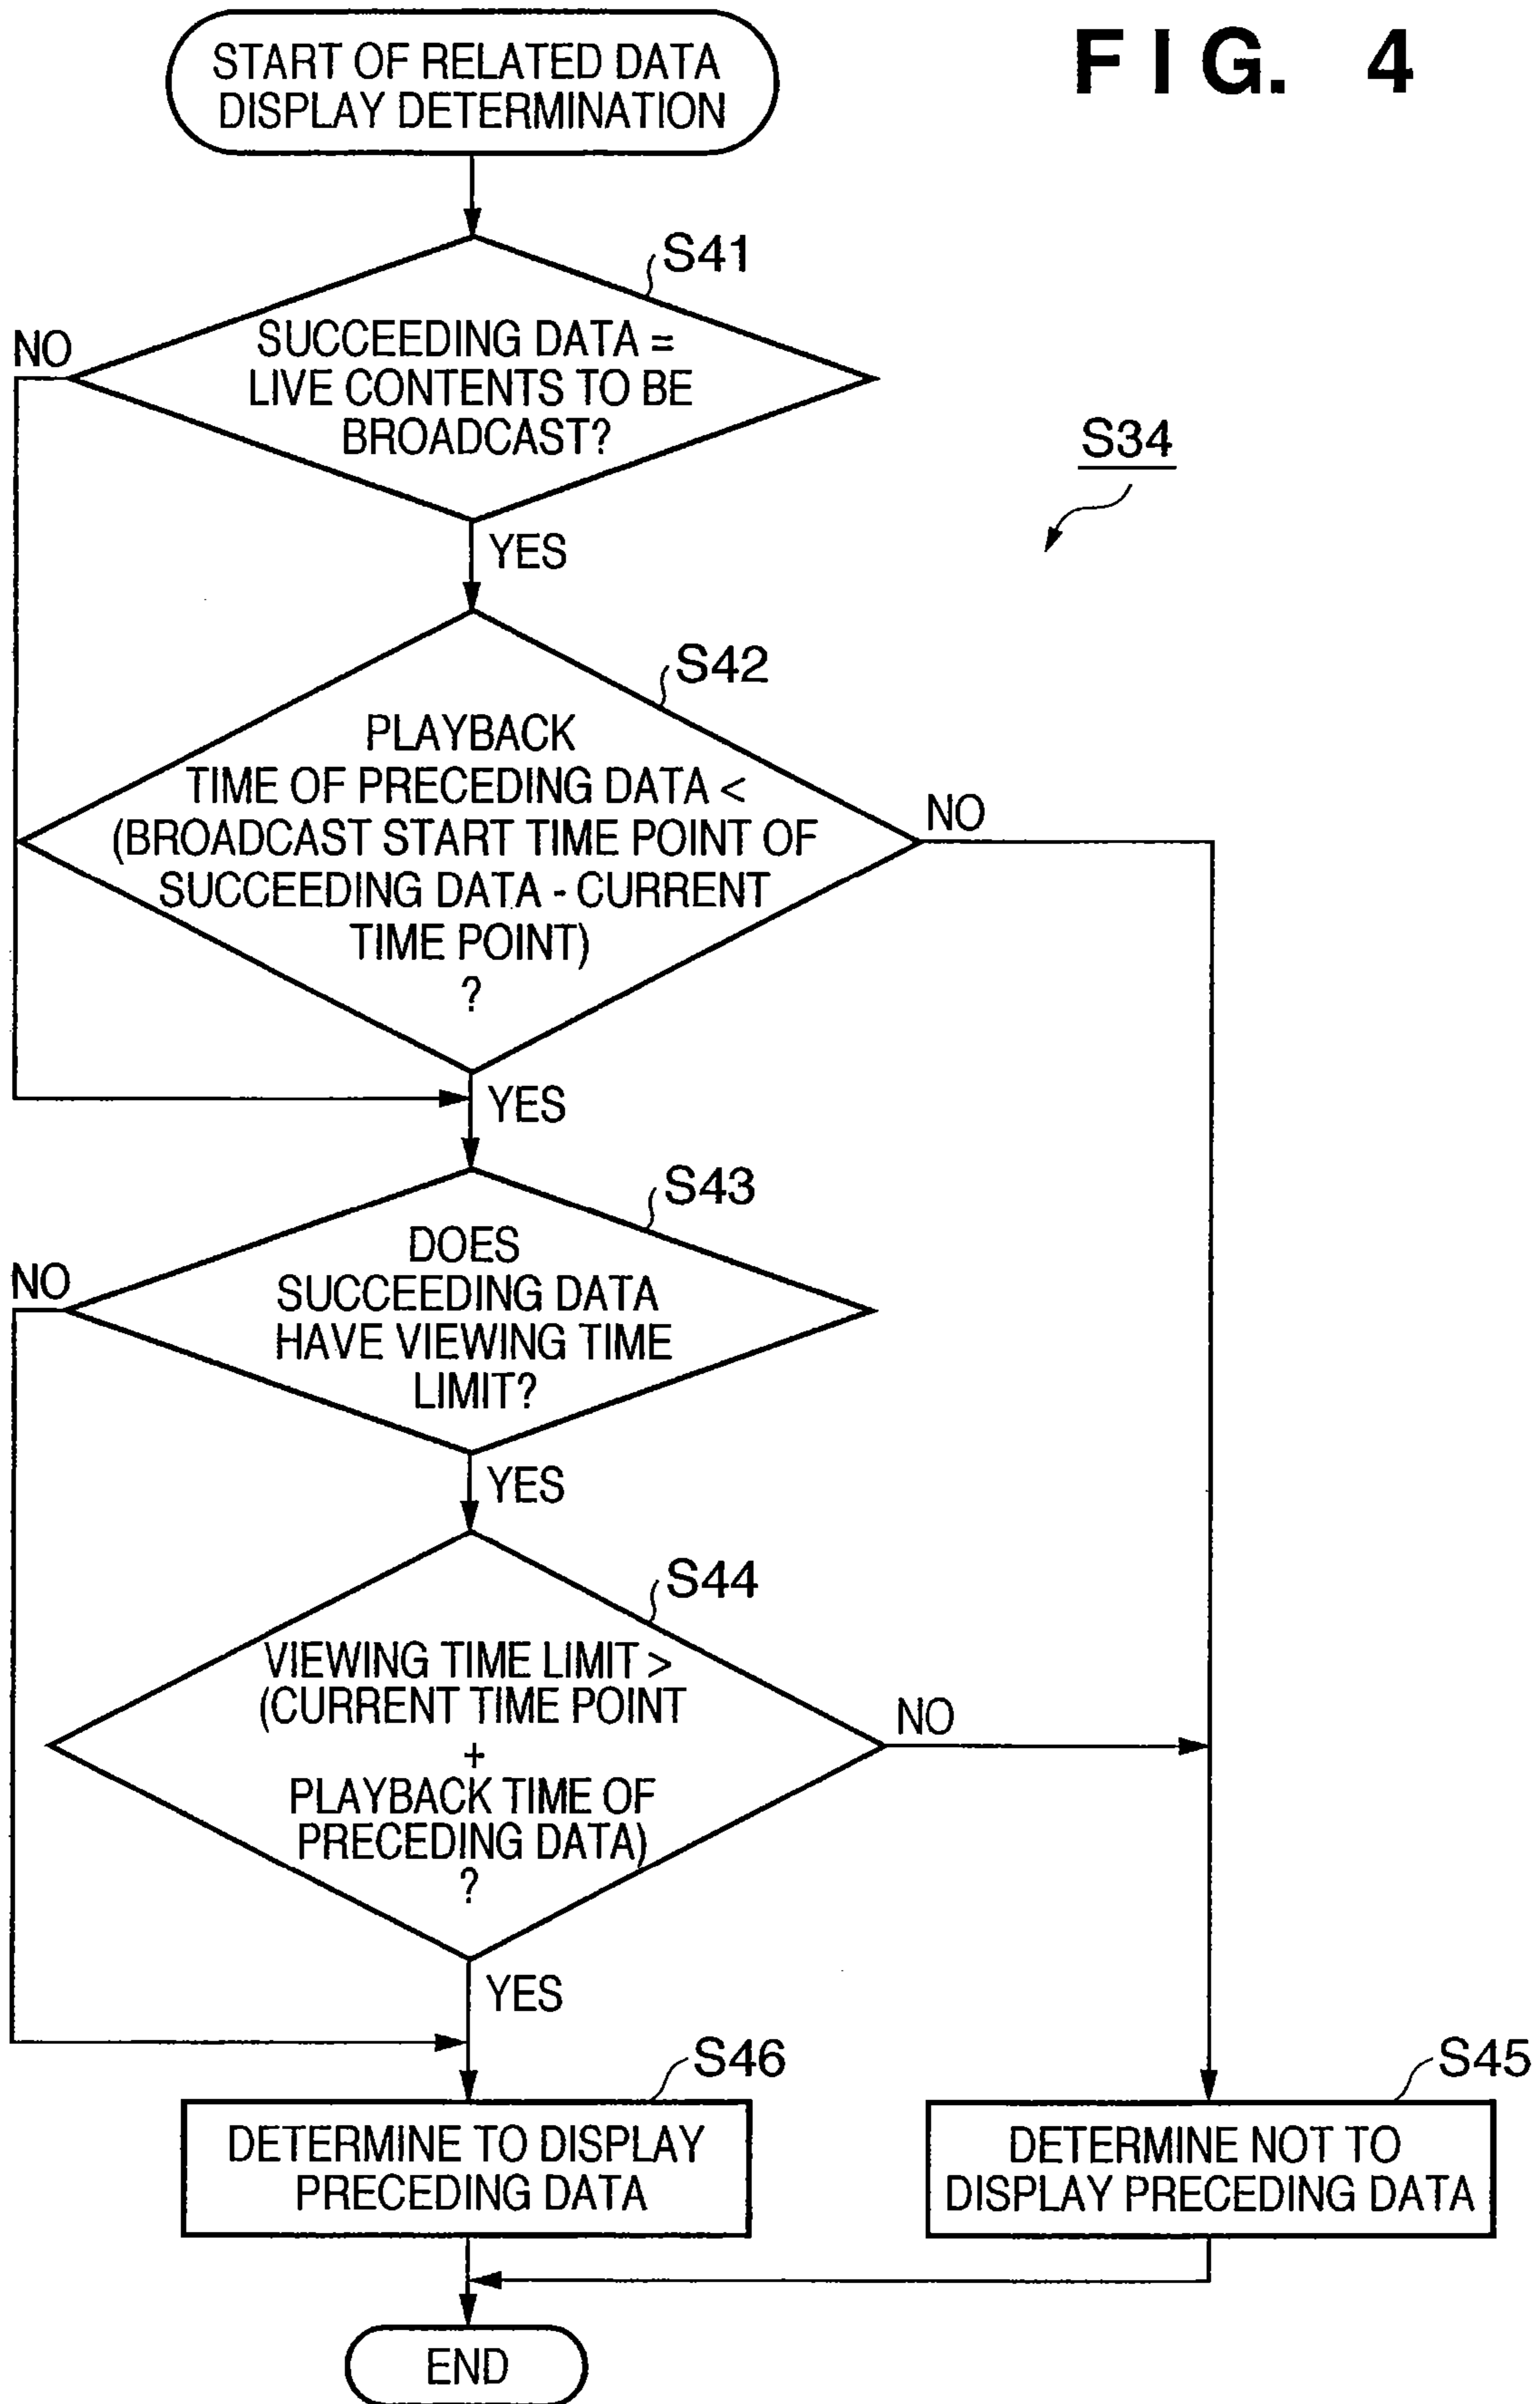 FIG. 4
START OF RELATED DATA
DISPLAY DETERMINATION
S41
NO
SUCCEEDING DATA =
LIVE CONTENTS TO BE
BROADCAST?
S34
YES
S42
PLAYBACK
TIME OF PRECEDING DATA <
(BROADCAST START TIME POINT OF
SUCCEEDING DATA - CURRENT
TIME POINT)
?
NO
YES
S43
NO
DOES
SUCCEEDING DATA
HAVE VIEWING TIME
LIMIT?
YES
S44
VIEWING TIME LIMIT >
(CURRENT TIME POINT
+
PLAYBACK TIME OF
PRECEDING DATA)
?
NO
YES
S46
DETERMINE TO DISPLAY
PRECEDING DATA
S45
DETERMINE NOT TO
DISPLAY PRECEDING DATA
END